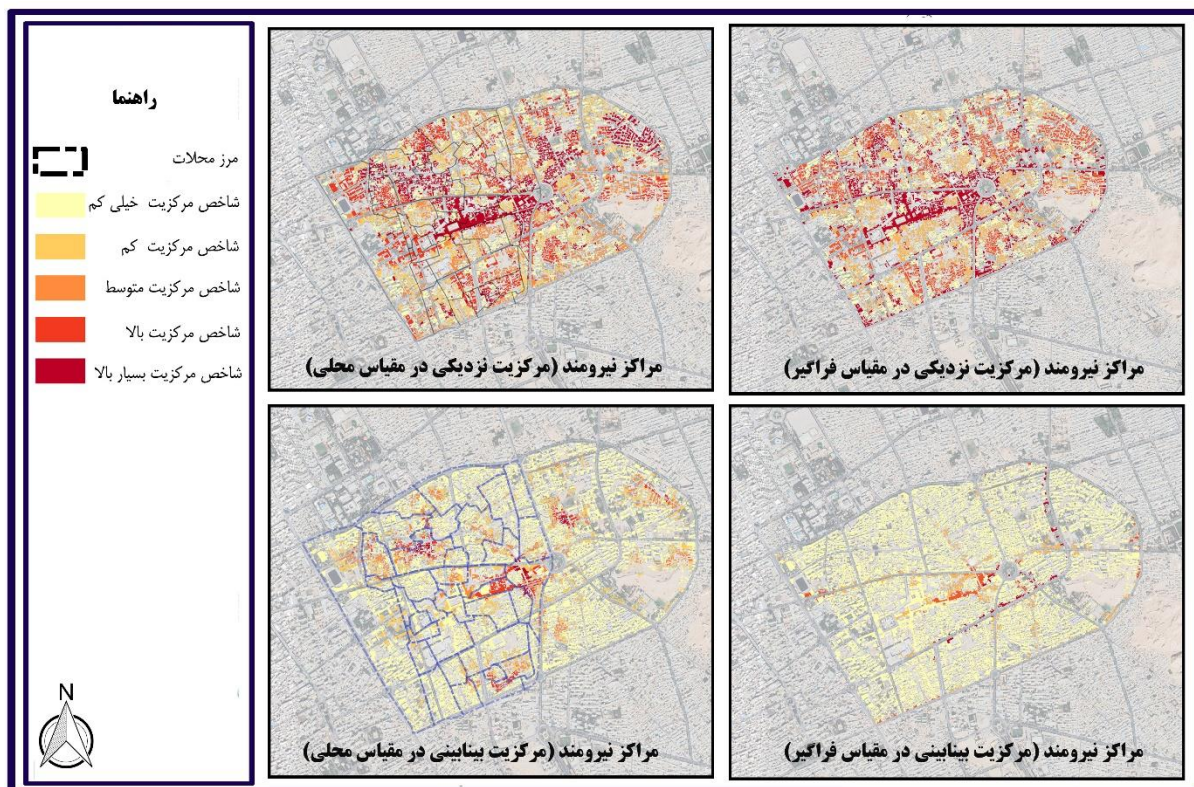 راهنما
مرز محلات
شاخص مرکزیت خیلی کم
شاخص مرکزیت کم
شاخص مرکزیت متوسط
شاخص مرکزیت بالا
شاخص مرکزیت بسیار بالا
N
مراکز نیرومند (مرکزیت نزدیکی در مقیاس محلی)
مراکز نیرومند (مرکزیت نزدیکی در مقیاس فراگیر)
مراکز نیرومند (مرکزیت بینابینی در مقیاس محلی)
مراکز نیرومند (مرکزیت بینابینی در مقیاس فراگیر)